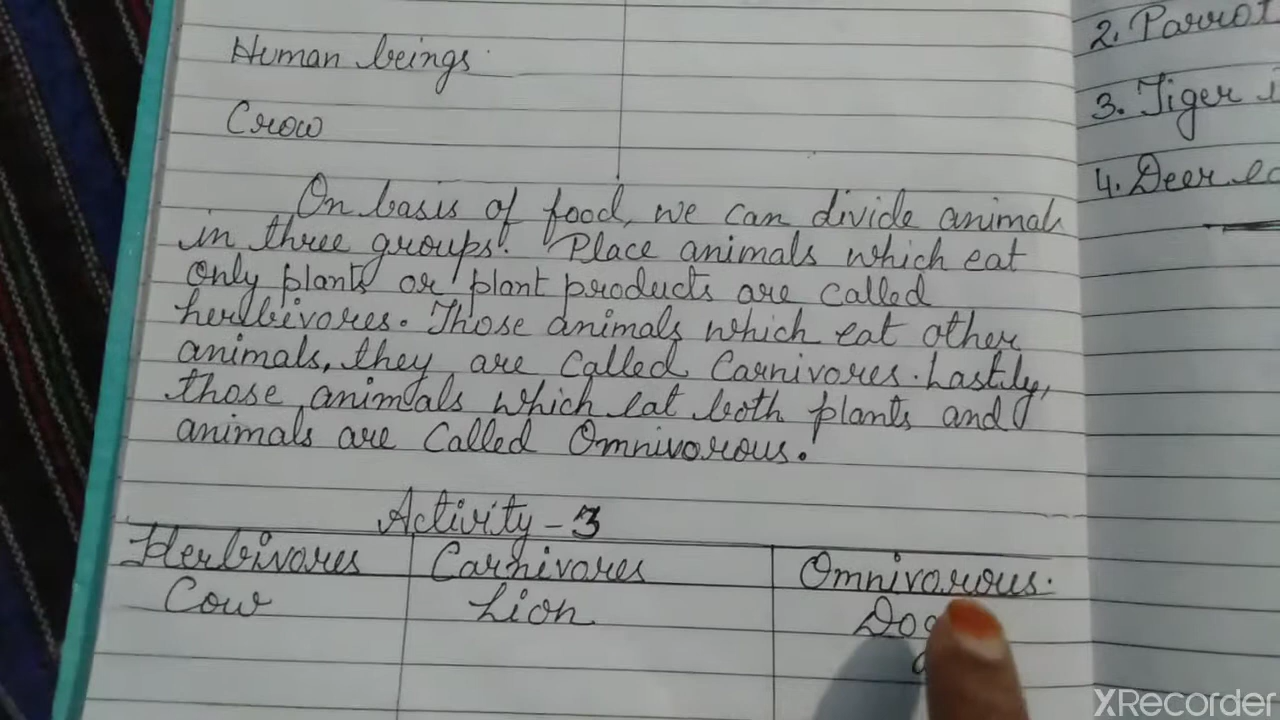 Human beings
Crow
On basis of food, we can divide animals
in three groups. Place animals which eat
only plants or plant products are called
herbivores. Those animals which eat other
animals, they are called Carnivores. Lastly,
those animals which eat both plants and
animals are called Omnivorous.
Activity - 3
Herbivores Carnivores Omnivorous.
Cow Lion Dog
2. Parrot
3. Tiger
4. Deer
XRecorder